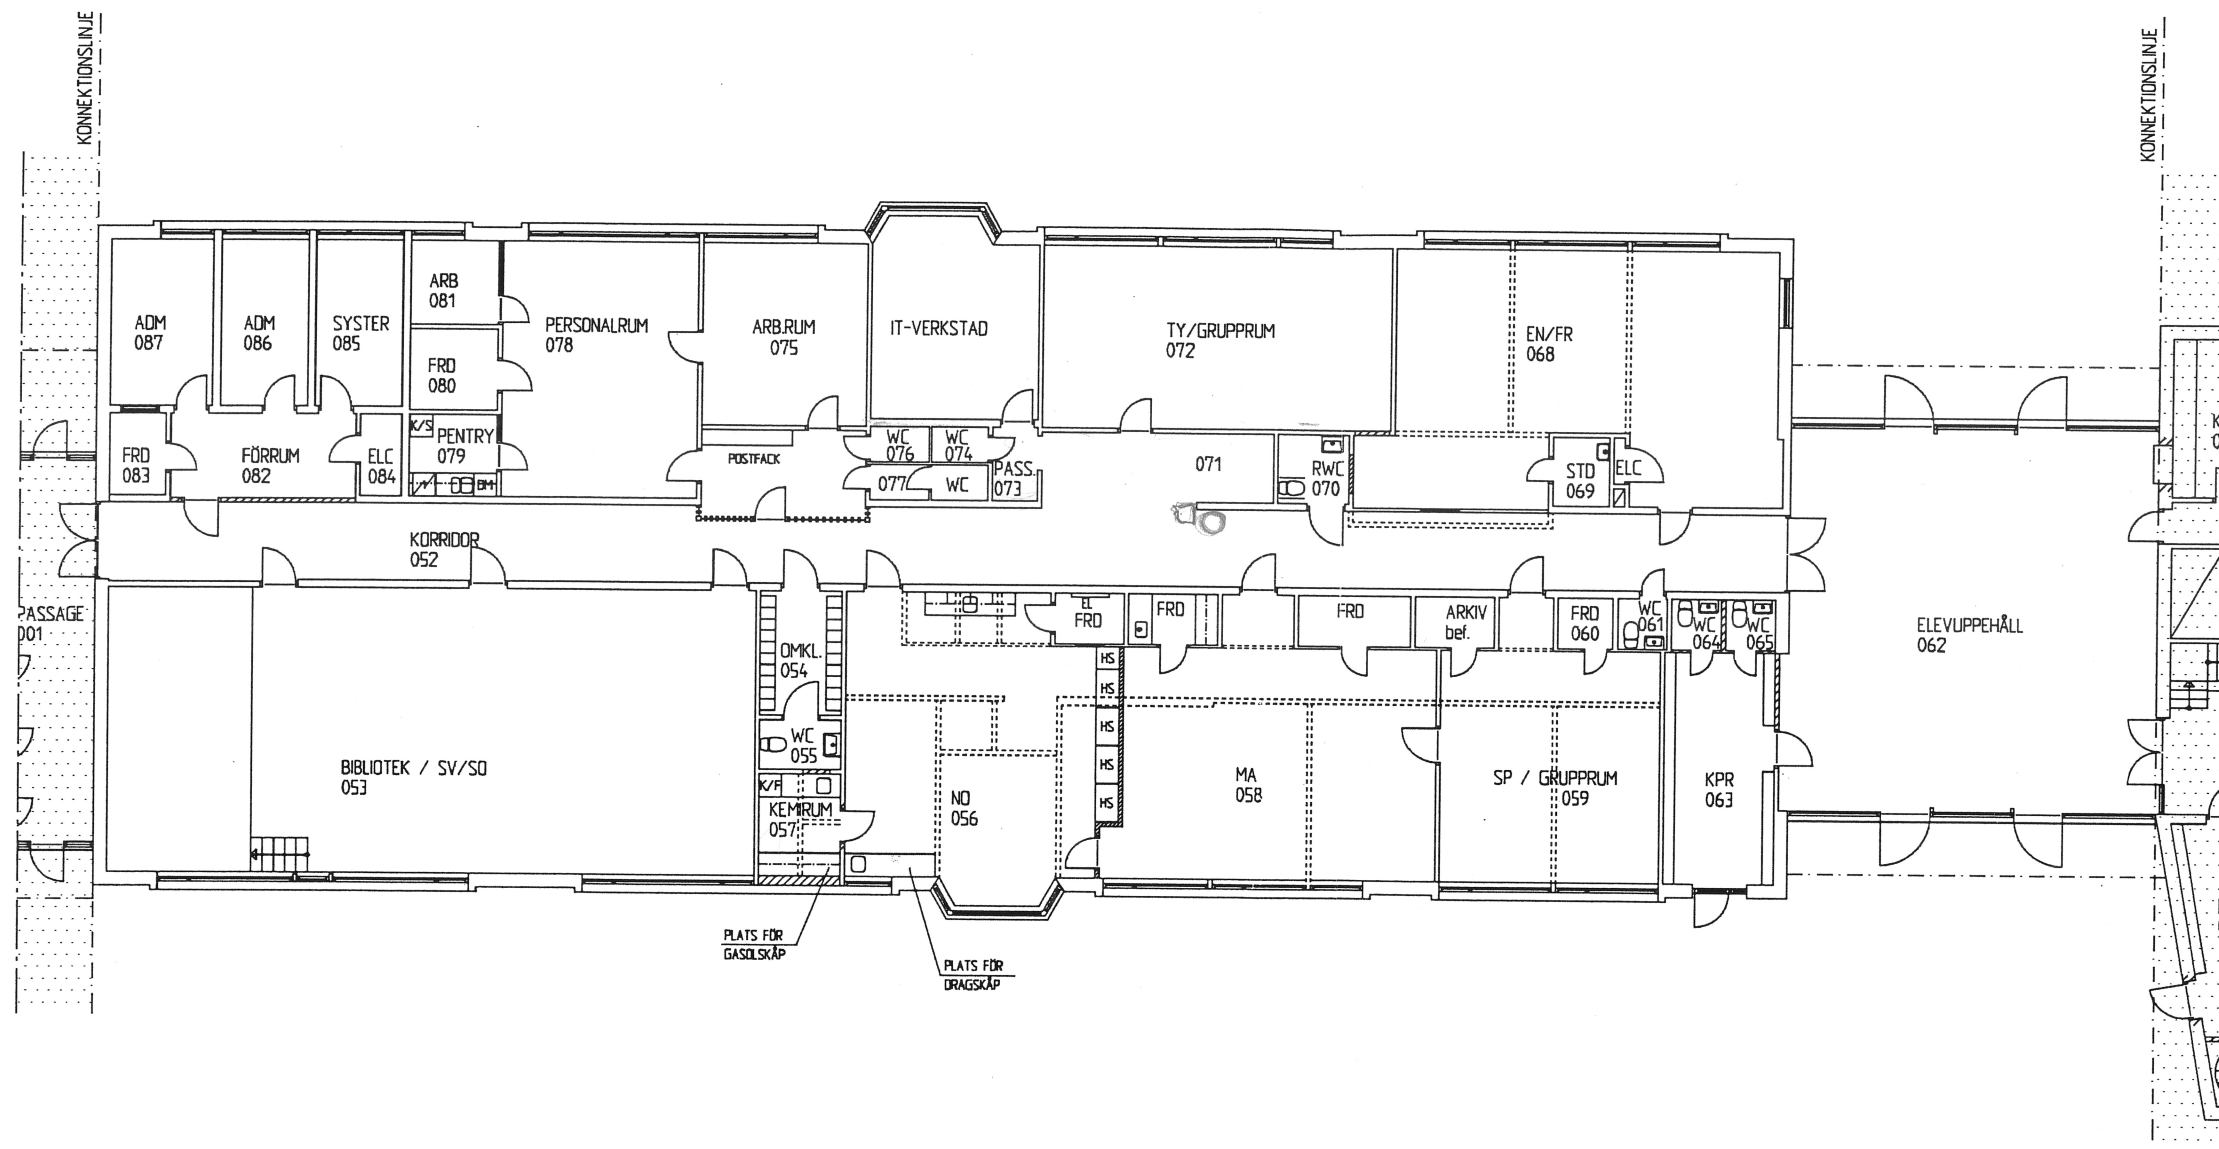 KONNEKTIONSLINJE
KONNEKTIONSLINJE
ADM
087
ADM
086
SYSTER
085
ARB
081
FRD
080
PERSONALRUM
078
ARB.RUM
075
IT-VERKSTAD
TY/GRUPPRUM
072
EN/FR
068
FRD
083
FÖRRUM
082
ELC
084
K/S
PENTRY
079
DM
POSTFACK
WC
076
WC
074
077
WC
PASS.
073
071
RWC
070
STD
069
ELC
KORRIDOR
052
PASSAGE
001
OMKL.
054
EL
FRD
FRD
FRD
ARKIV
bef.
FRD
060
WC
061
WC
064
WC
065
ELEVUPPEHÅLL
062
HS
HS
HS
HS
HS
WC
055
BIBLIOTEK / SV/SO
053
K/F
KEMRUM
057
NO
056
MA
058
SP / GRUPPRUM
059
KPR
063
PLATS FÖR
GASOLSKÅP
PLATS FÖR
DRAGSKÅP